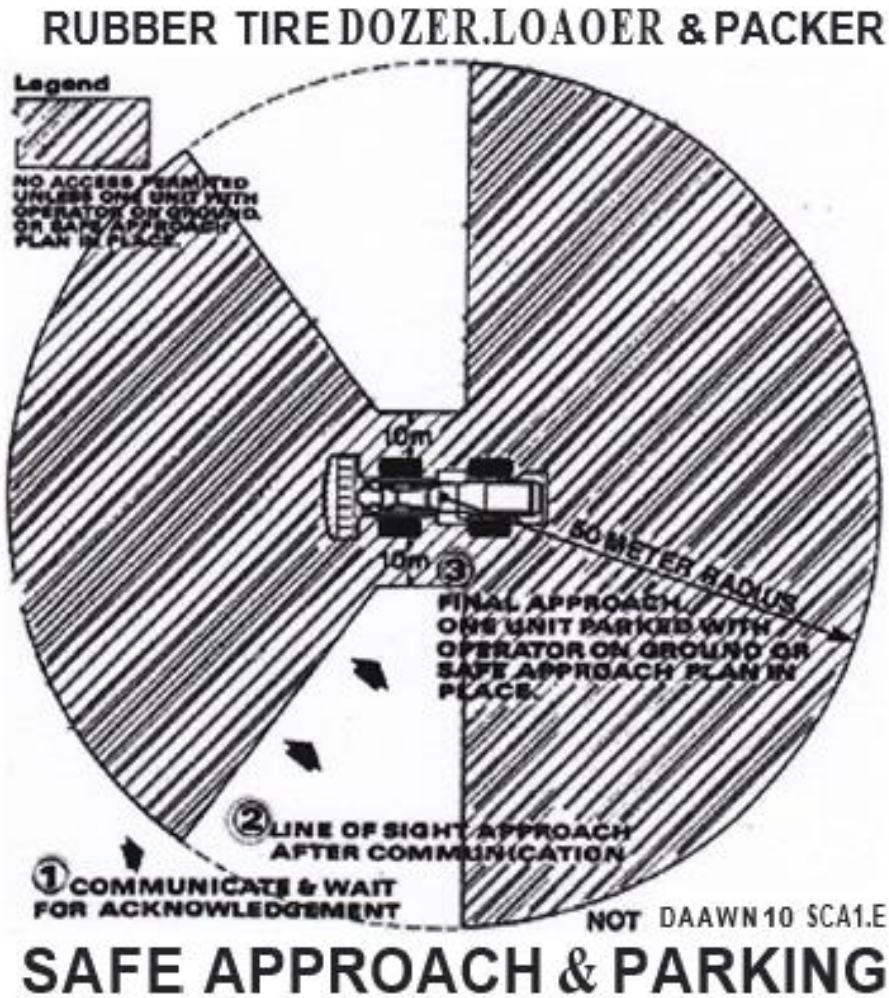 RUBBER TIRE DOZER.LOAOER & PACKER
Legend
NO ACCESS PERMITED
UNLESS ONE UNIT WITH
OPERATOR ON GROUND.
OR SAFE APPROACH
PLAN IN PLACE.
10m
10m
50 METER RADIUS
3
FINAL APPROACH.
ONE UNIT PARKED WITH
OPERATOR ON GROUND OR
SAFE APPROACH PLAN IN
PLACE.
2 LINE OF SIGHT APPROACH
AFTER COMMUNICATION
1 COMMUNICATE & WAIT
FOR ACKNOWLEDGEMENT
NOT DAAWN 10 SCA1.E
SAFE APPROACH & PARKING